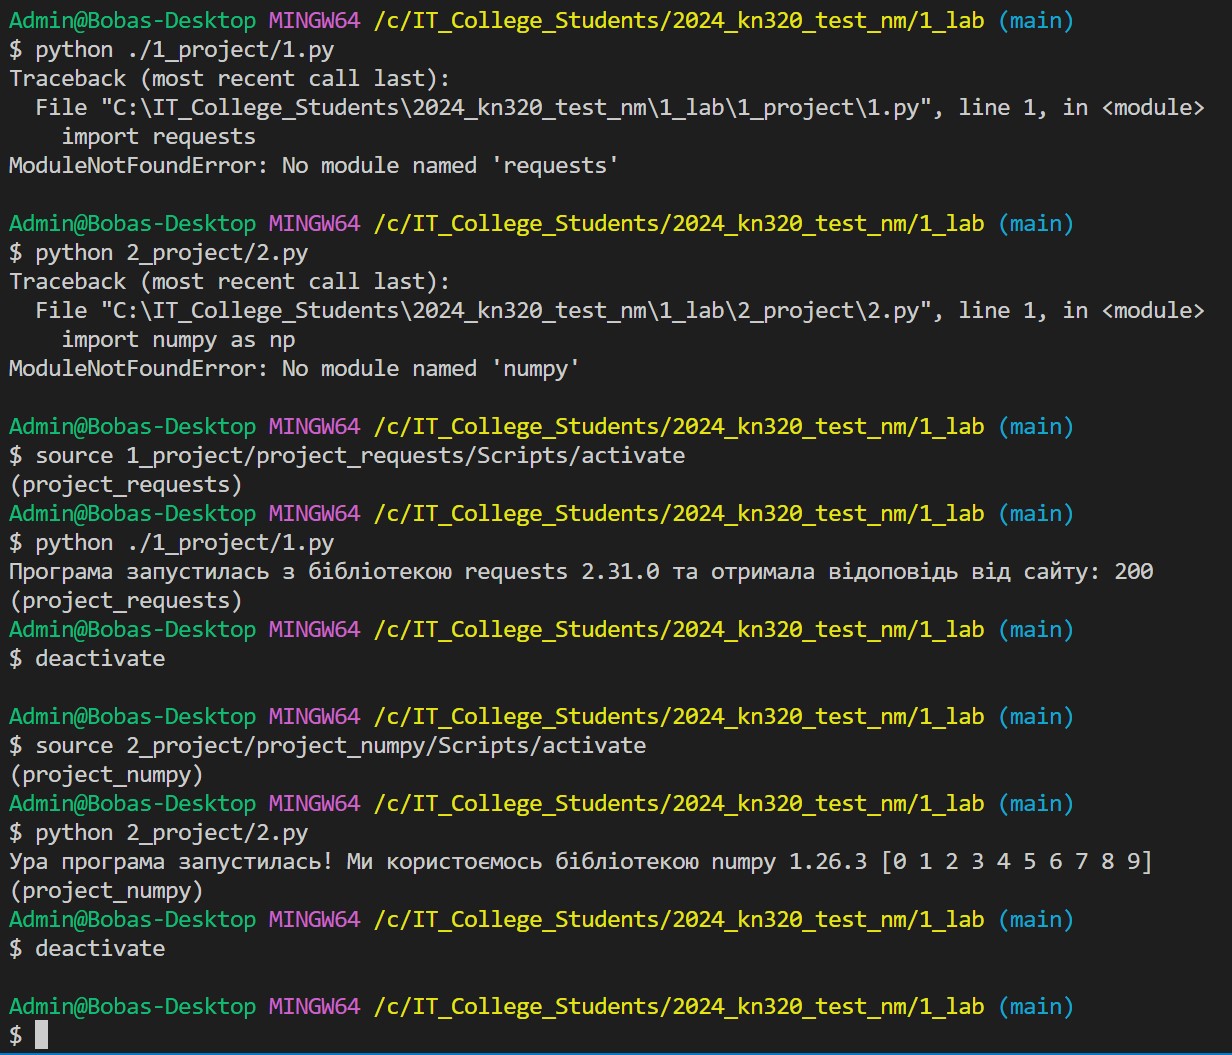 Admin@Bobas-Desktop MINGW64 /c/IT_College_Students/2024_kn320_test_nm/1_lab (main)
$ python ./1_project/1.py
Traceback (most recent call last):
  File "C:\IT_College_Students\2024_kn320_test_nm\1_lab\1_project\1.py", line 1, in <module>
    import requests
ModuleNotFoundError: No module named 'requests'
Admin@Bobas-Desktop MINGW64 /c/IT_College_Students/2024_kn320_test_nm/1_lab (main)
$ python 2_project/2.py
Traceback (most recent call last):
  File "C:\IT_College_Students\2024_kn320_test_nm\1_lab\2_project\2.py", line 1, in <module>
    import numpy as np
ModuleNotFoundError: No module named 'numpy'
Admin@Bobas-Desktop MINGW64 /c/IT_College_Students/2024_kn320_test_nm/1_lab (main)
$ source 1_project/project_requests/Scripts/activate
(project_requests)
Admin@Bobas-Desktop MINGW64 /c/IT_College_Students/2024_kn320_test_nm/1_lab (main)
$ python ./1_project/1.py
Програма запустилась з бібліотекою requests 2.31.0 та отримала відоповідь від сайту: 200
(project_requests)
Admin@Bobas-Desktop MINGW64 /c/IT_College_Students/2024_kn320_test_nm/1_lab (main)
$ deactivate
Admin@Bobas-Desktop MINGW64 /c/IT_College_Students/2024_kn320_test_nm/1_lab (main)
$ source 2_project/project_numpy/Scripts/activate
(project_numpy)
Admin@Bobas-Desktop MINGW64 /c/IT_College_Students/2024_kn320_test_nm/1_lab (main)
$ python 2_project/2.py
Ура програма запустилась! Ми користоємось бібліотекою numpy 1.26.3 [0 1 2 3 4 5 6 7 8 9]
(project_numpy)
Admin@Bobas-Desktop MINGW64 /c/IT_College_Students/2024_kn320_test_nm/1_lab (main)
$ deactivate
Admin@Bobas-Desktop MINGW64 /c/IT_College_Students/2024_kn320_test_nm/1_lab (main)
$